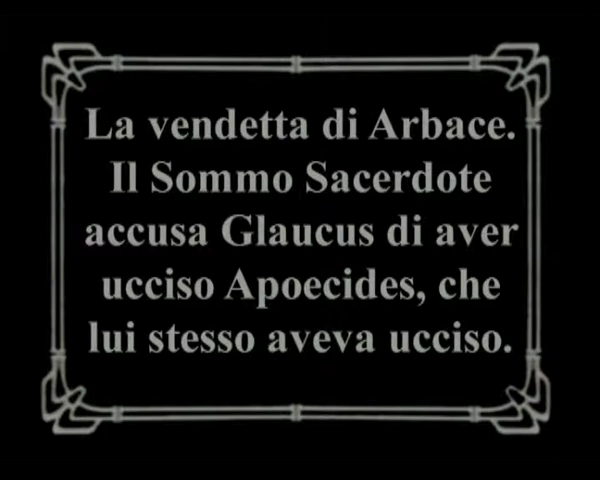 La vendetta di Arbace.
Il Sommo Sacerdote
accusa Glaucus di aver
ucciso Apoecides, che
lui stesso aveva ucciso.